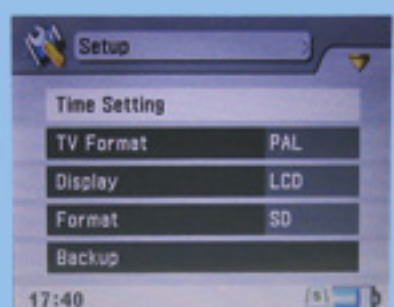 Setup
Time Setting
TV Format PAL
Display LCD
Format SD
Backup
17:40 [S]